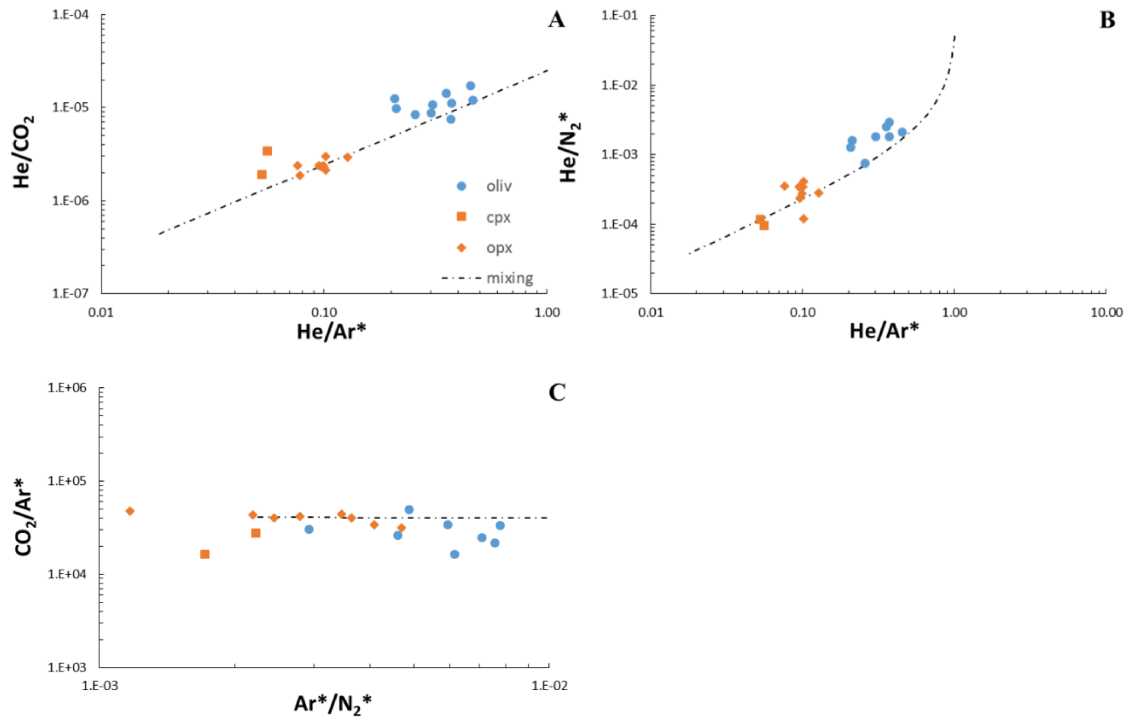 A
1.E-04
1.E-05
1.E-06
1.E-07
He/CO₂
0.01
0.10
1.00
He/Ar*
oliv
cpx
opx
mixing
B
1.E-01
1.E-02
1.E-03
1.E-04
1.E-05
He/N₂*
0.01
0.10
1.00
10.00
He/Ar*
C
1.E+06
1.E+05
1.E+04
1.E+03
CO₂/Ar*
1.E-03
1.E-02
Ar*/N₂*